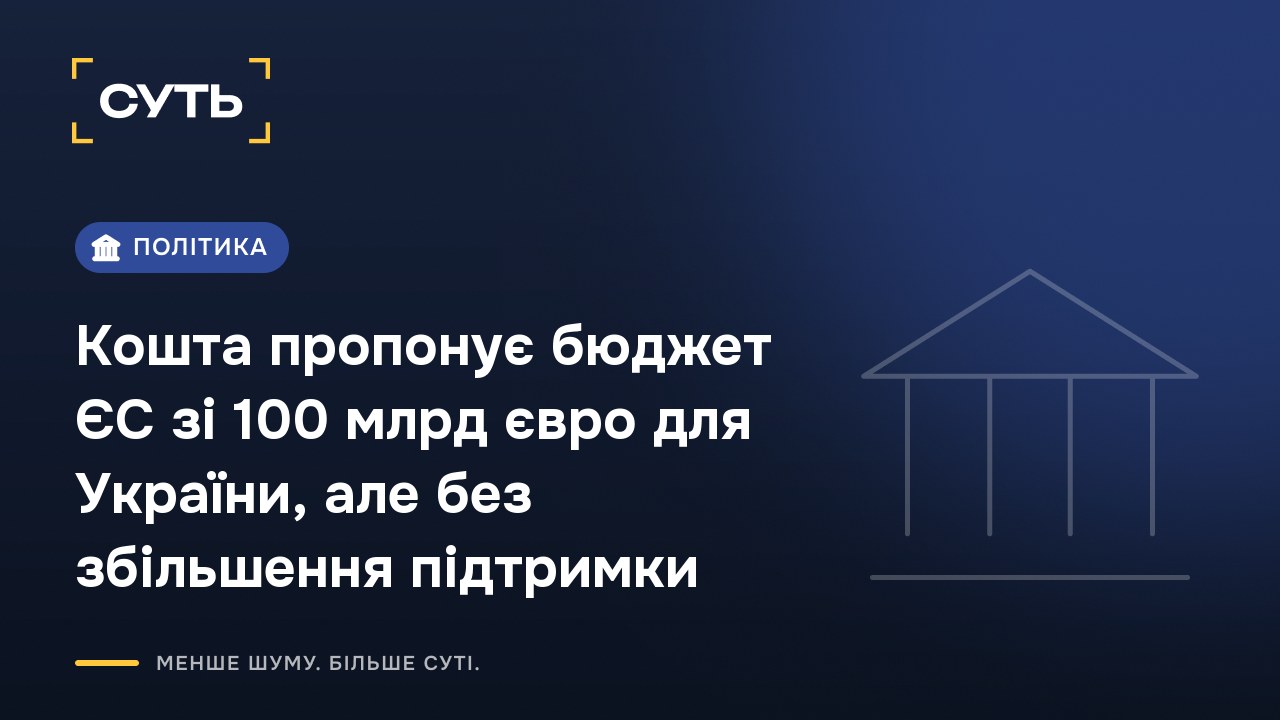 СУТЬ
ПОЛІТИКА
Кошта пропонує бюджет
ЄС зі 100 млрд євро для
України, але без
збільшення підтримки
МЕНШЕ ШУМУ. БІЛЬШЕ СУТІ.